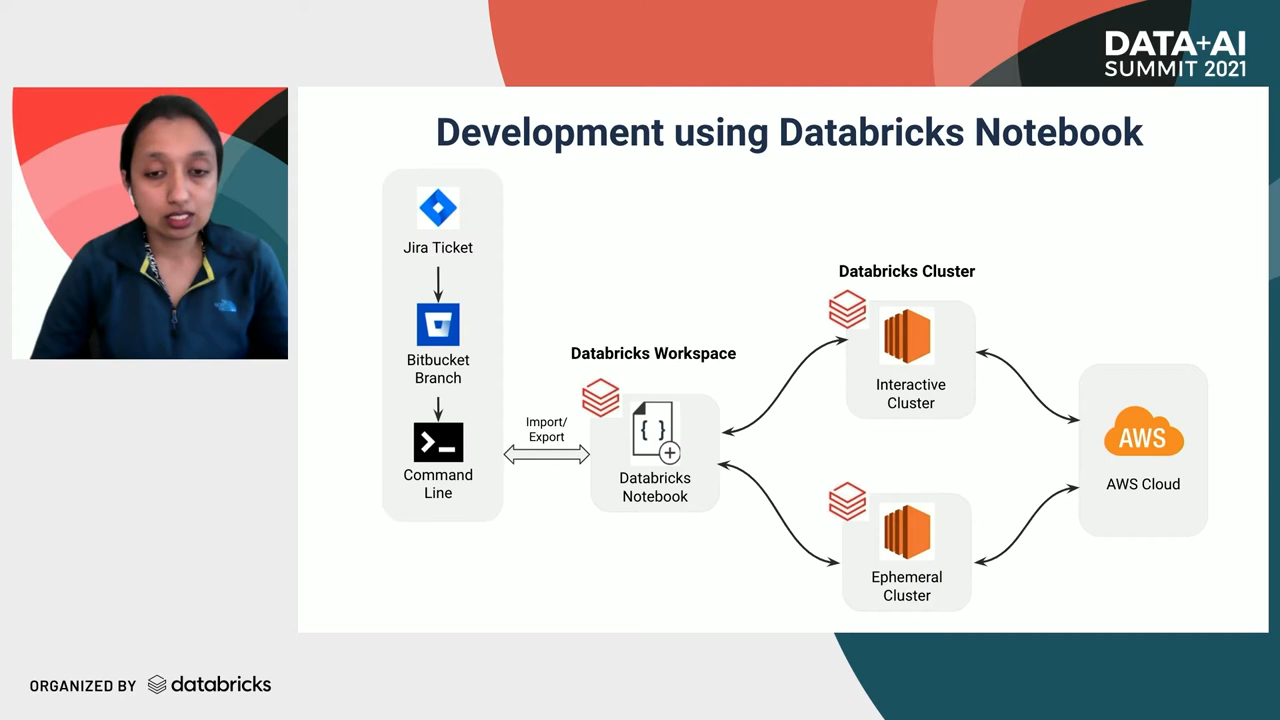 DATA+AI
SUMMIT 2021
Development using Databricks Notebook
Jira Ticket
Bitbucket
Branch
Command
Line
Import/
Export
Databricks Workspace
{ }
Databricks
Notebook
Databricks Cluster
Interactive
Cluster
Ephemeral
Cluster
AWS
AWS Cloud
ORGANIZED BY databricks